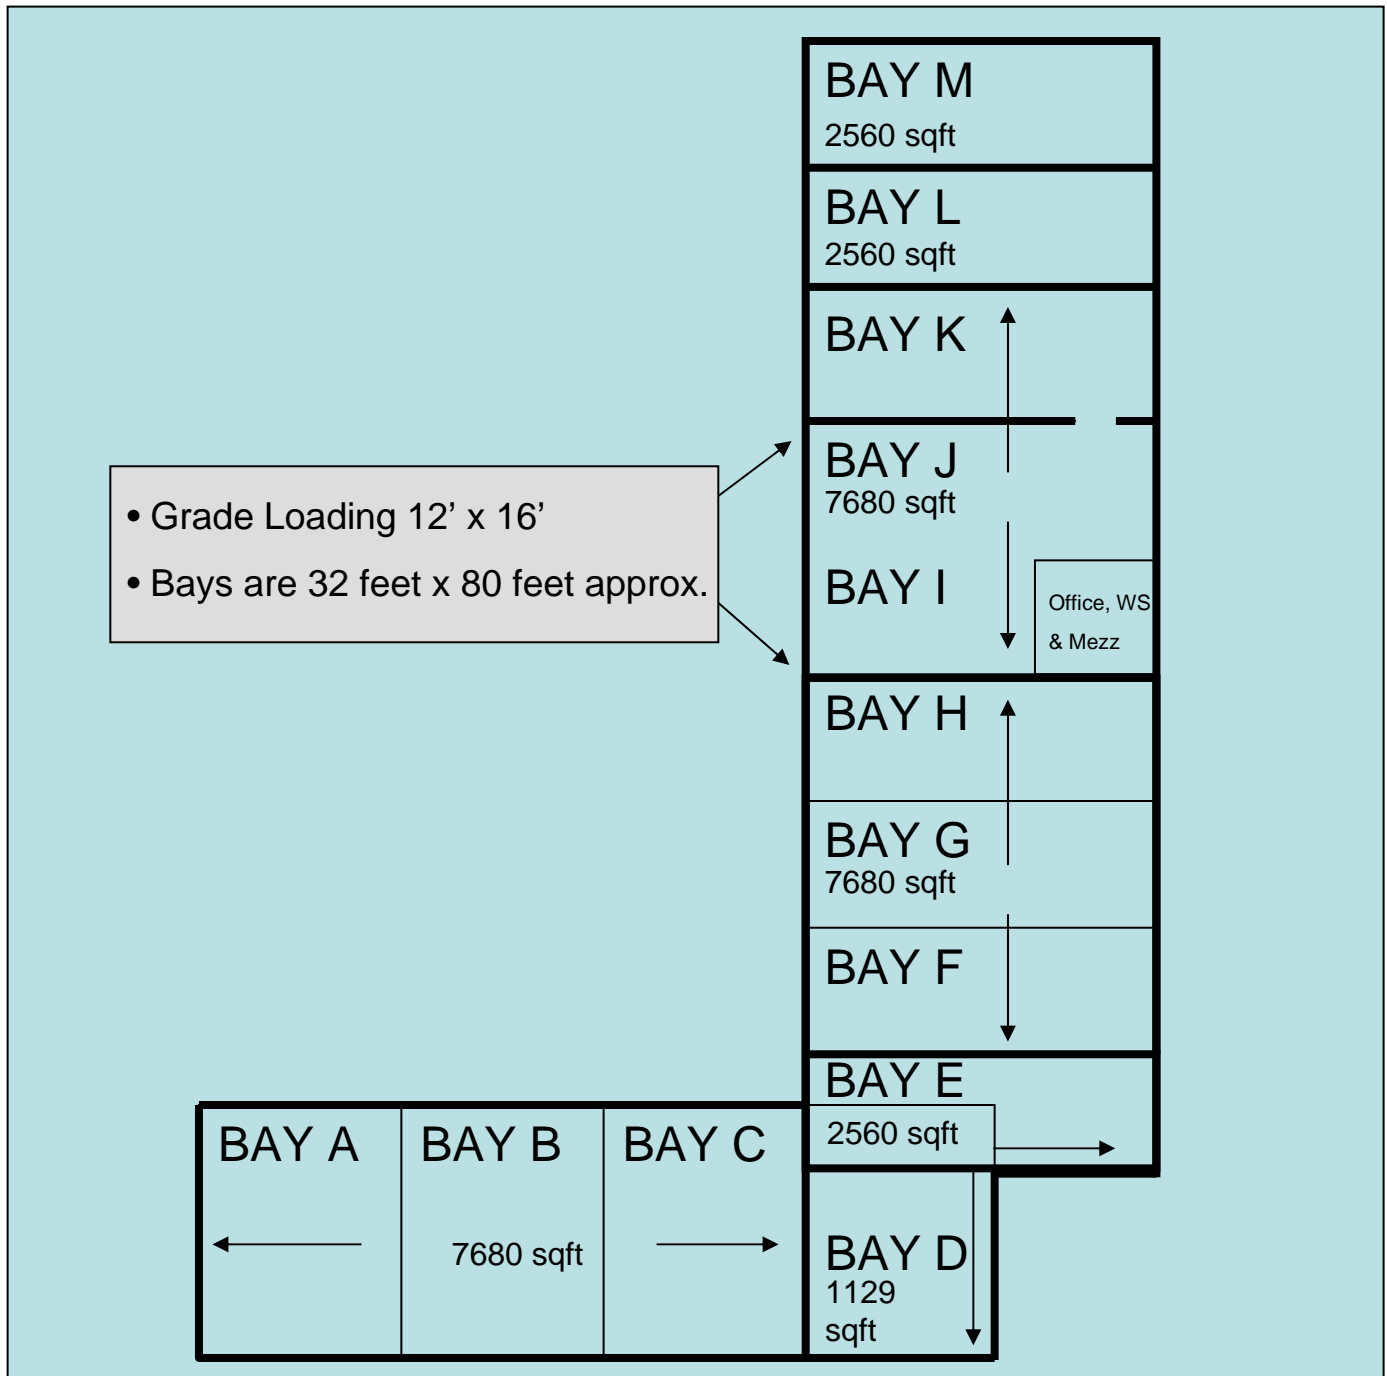 BAY M
2560 sqft
BAY L
2560 sqft
BAY K
• Grade Loading 12’ x 16’
• Bays are 32 feet x 80 feet approx.
BAY J
7680 sqft
BAY I
Office, WS
& Mezz
BAY H
BAY G
7680 sqft
BAY F
BAY E
2560 sqft
BAY A
BAY B
BAY C
7680 sqft
BAY D
1129
sqft